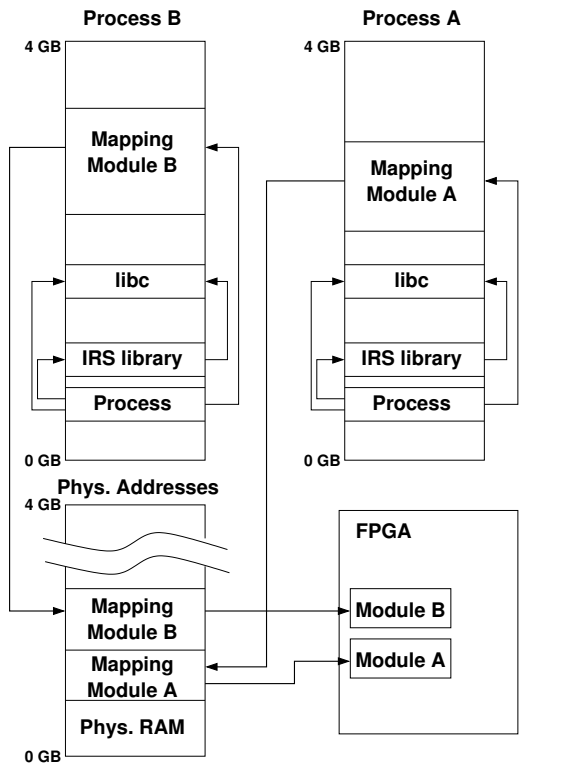 Process B
Process A
4 GB
4 GB
Mapping
Module B
Mapping
Module A
libc
libc
IRS library
IRS library
Process
Process
0 GB
0 GB
Phys. Addresses
4 GB
FPGA
Mapping
Module B
Module B
Mapping
Module A
Module A
Phys. RAM
0 GB